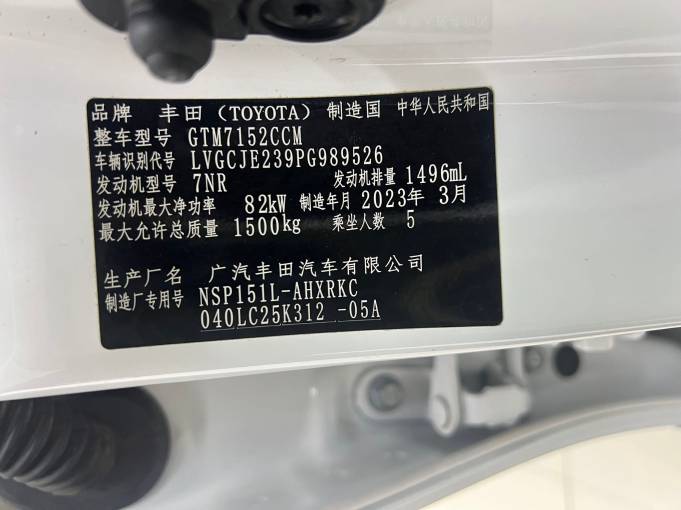 品牌 丰田(TOYOTA) 制造国 中华人民共和国
整车型号 GTM7152CCM
车辆识别代号 LVGCJE239PG989526
发动机型号 7NR 发动机排量 1496mL
发动机最大净功率 82kW 制造年月 2023年 3月
最大允许总质量 1500kg 乘坐人数 5
生产厂名 广汽丰田汽车有限公司
制造厂专用号 NSP151L-AHXRKC
040LC25K312 -05A